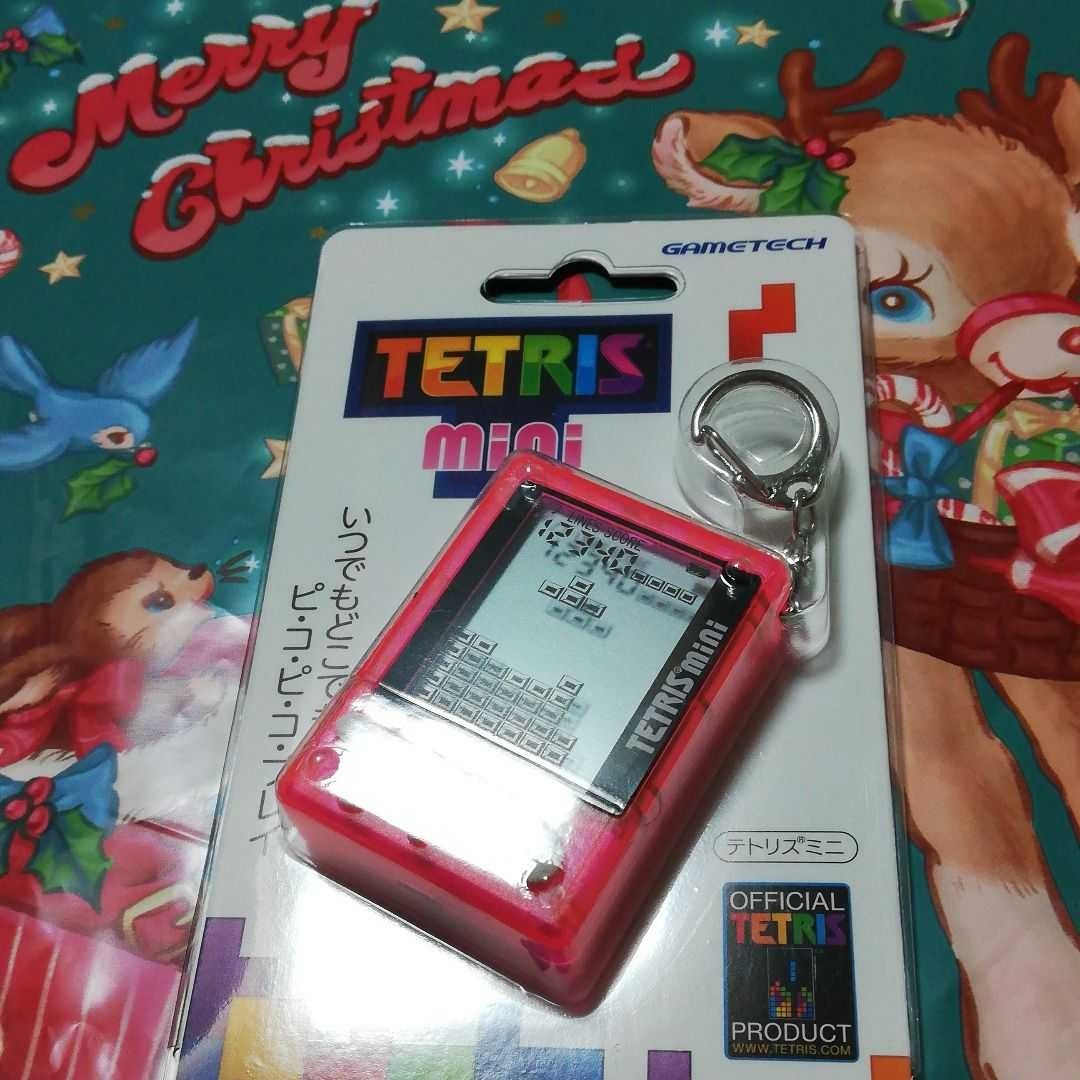 Merry
Christmas
GAMETECH
TETRIS
mini
いつでもどこでも
ピ・コ・ピ・コ・
LINES SCORE
TETRIS® mini
テトリス®ミニ
OFFICIAL
TETRIS
PRODUCT
WWW.TETRIS.COM